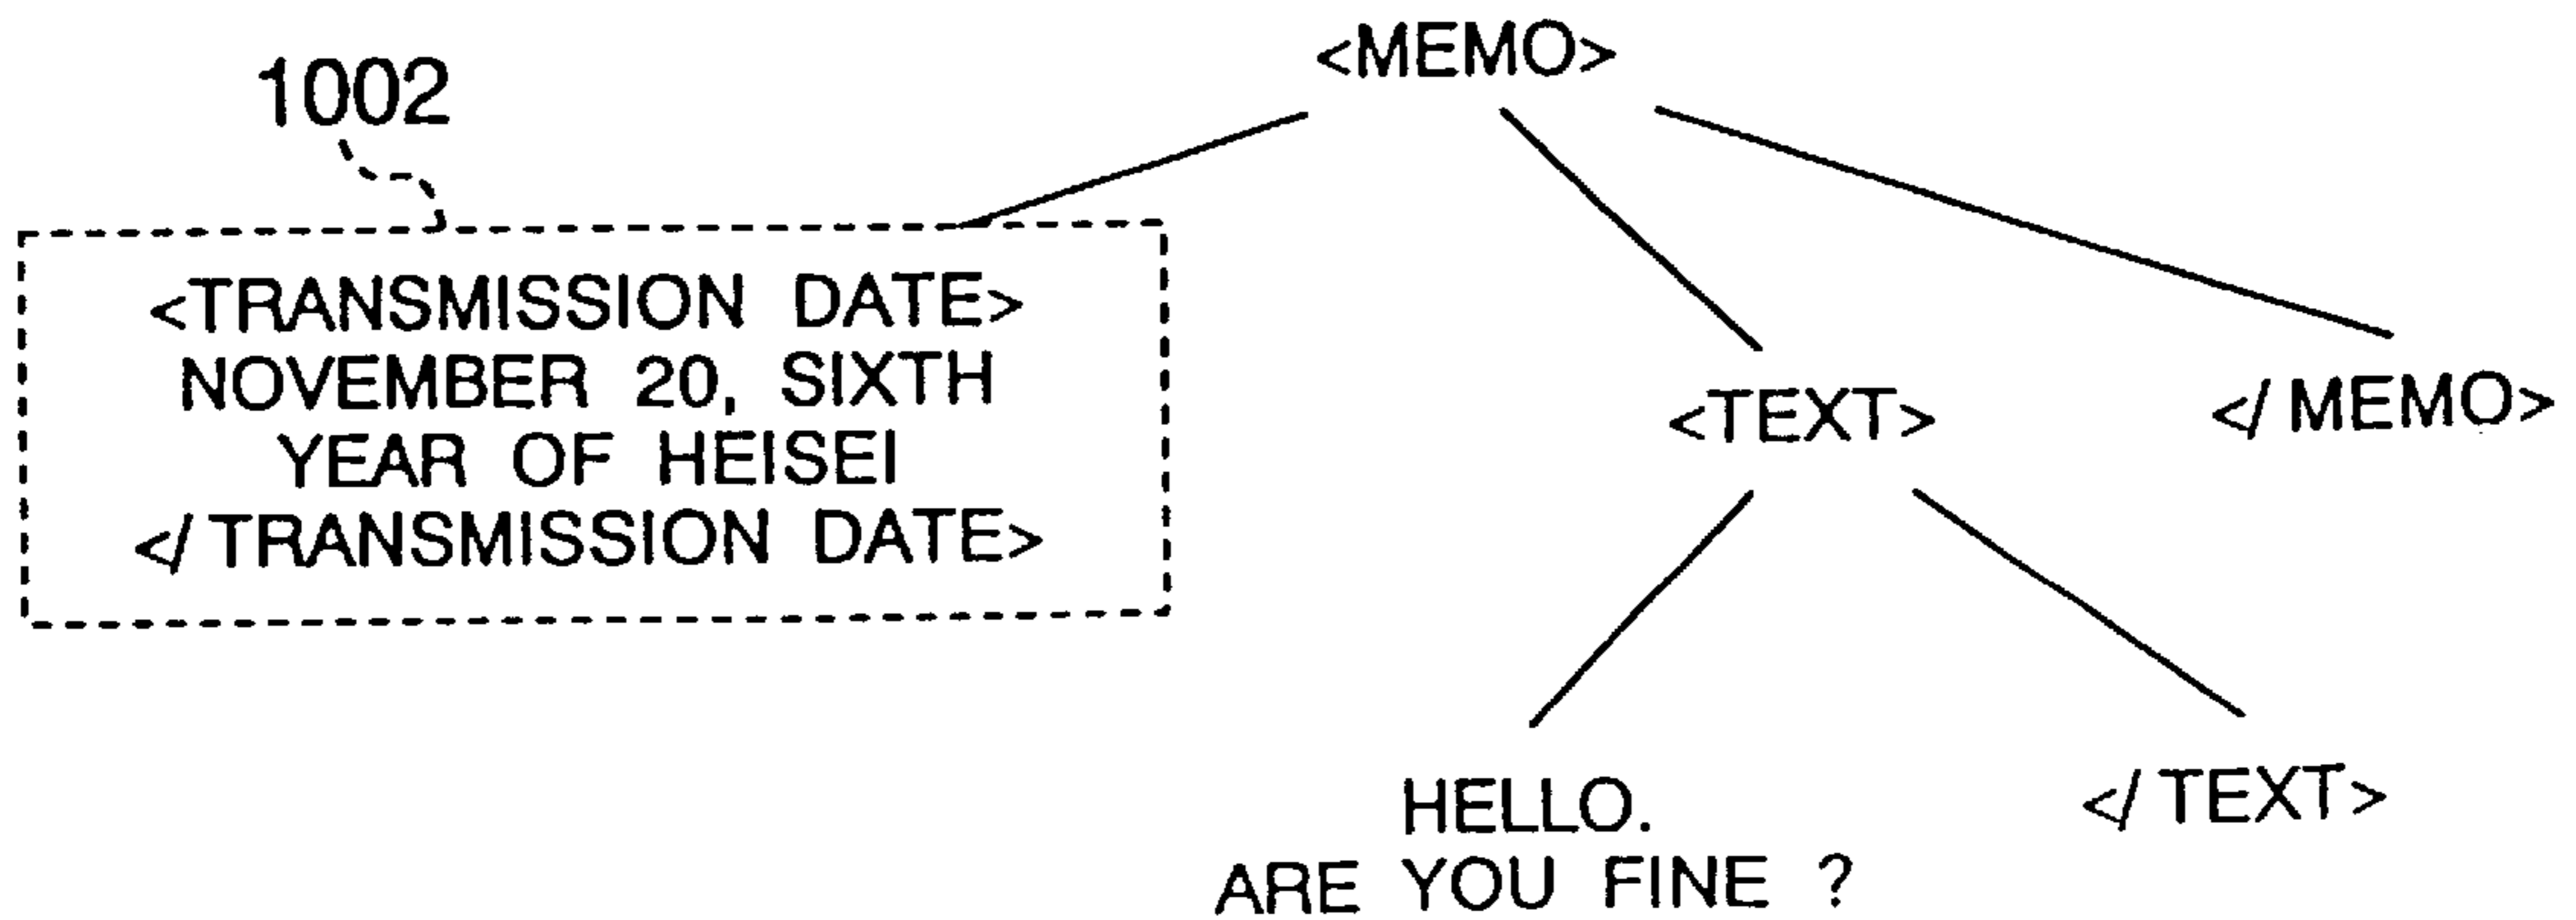 <MEMO>
1002
<TRANSMISSION DATE>
NOVEMBER 20, SIXTH
YEAR OF HEISEI
</ TRANSMISSION DATE>
<TEXT>
</ MEMO>
HELLO.
ARE YOU FINE ?
</ TEXT>